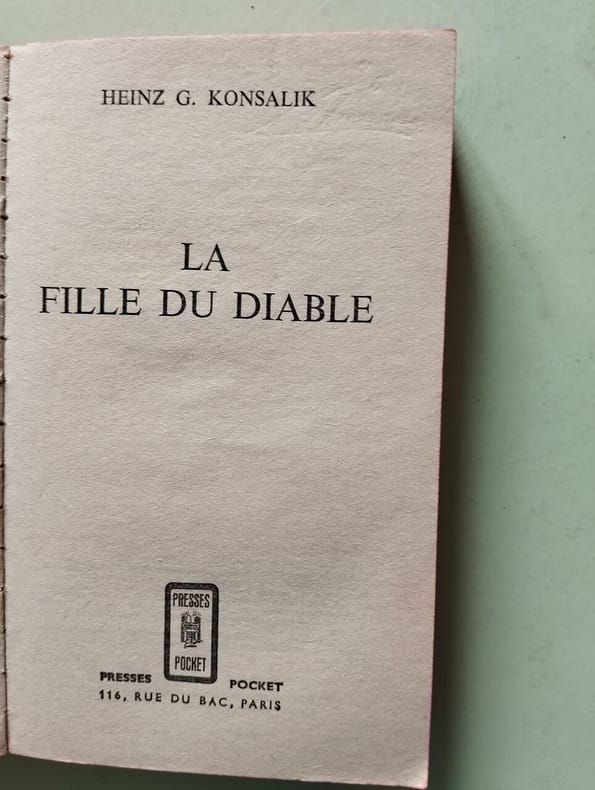 HEINZ G. KONSALIK
LA
FILLE DU DIABLE
PRESSES
POCKET
PRESSES POCKET
116, RUE DU BAC, PARIS